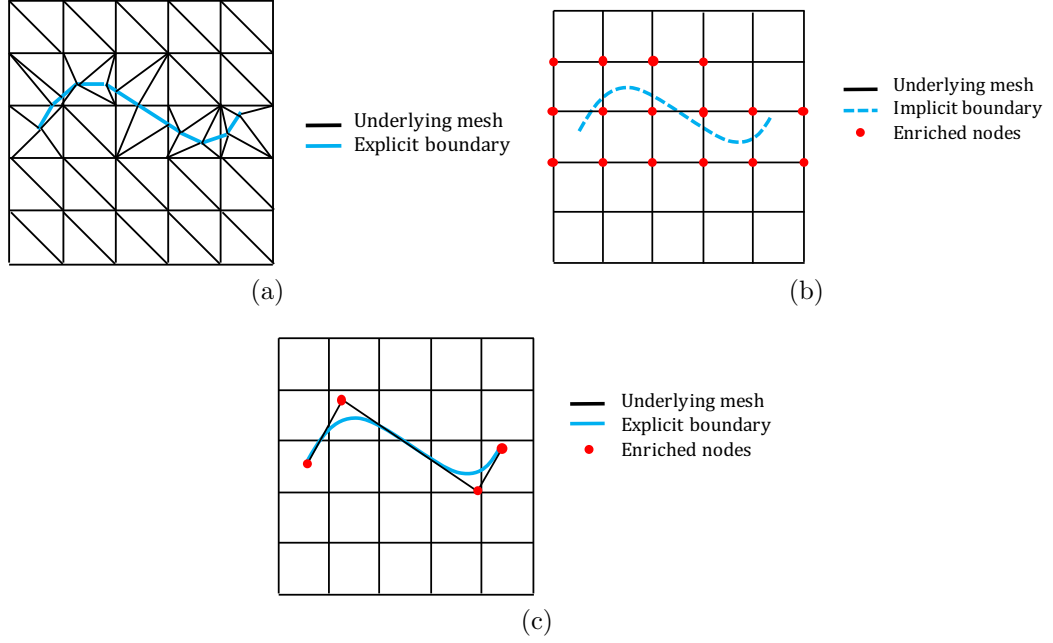 Underlying mesh
Explicit boundary
(a)
Underlying mesh
Implicit boundary
Enriched nodes
(b)
Underlying mesh
Explicit boundary
Enriched nodes
(c)